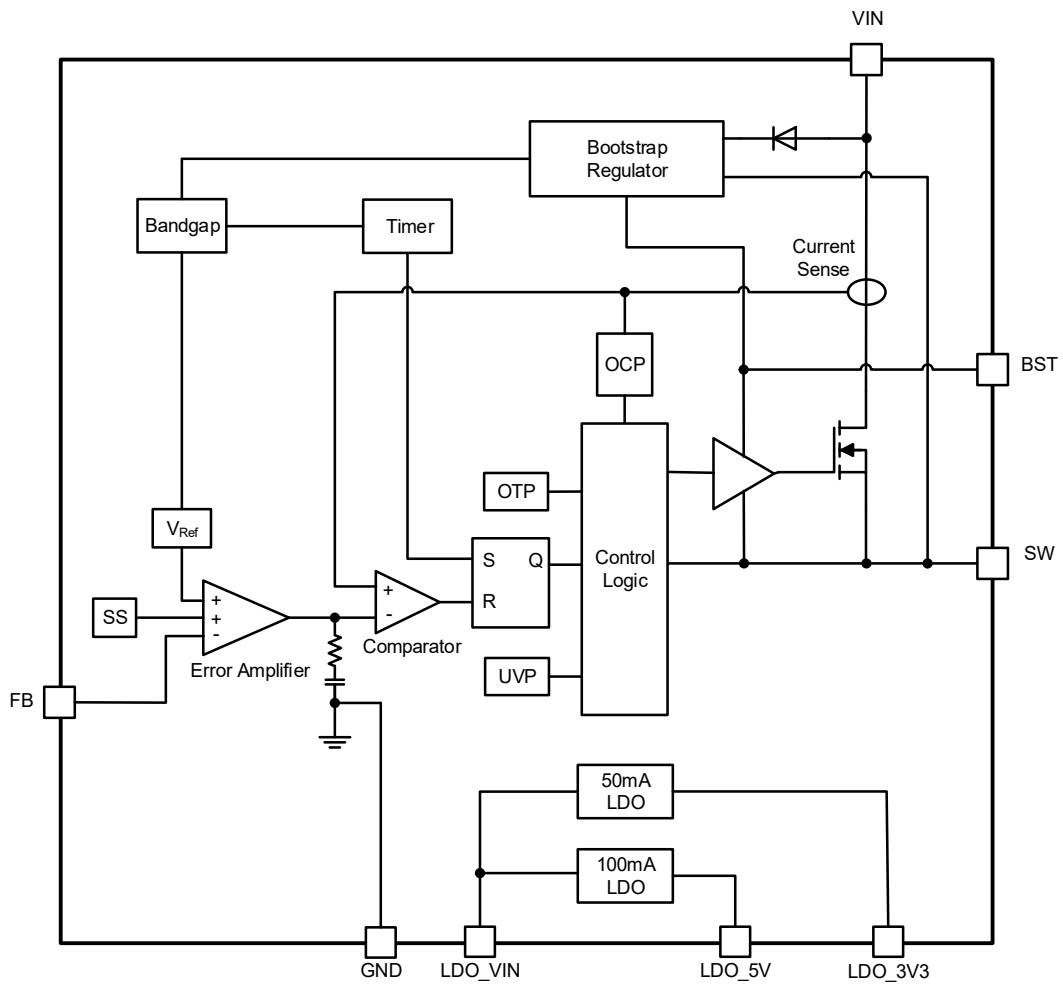 VIN
Bootstrap
Regulator
Bandgap
Timer
Current
Sense
OCP
BST
OTP
V_Ref
S
Q
R
Control
Logic
SW
+
+
-
SS
+
-
Comparator
Error Amplifier
UVP
FB
50mA
LDO
100mA
LDO
GND
LDO_VIN
LDO_5V
LDO_3V3